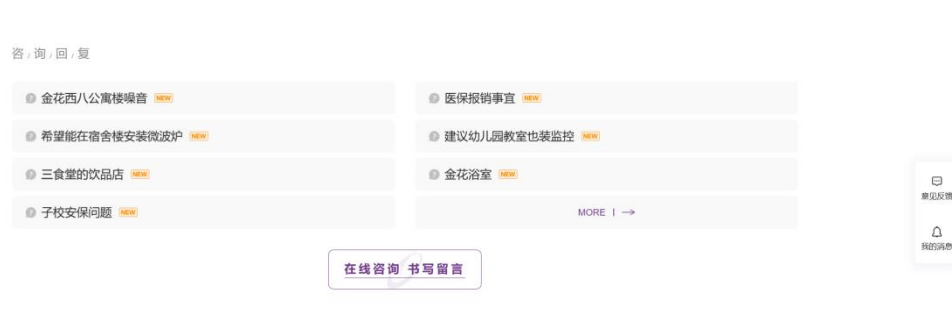 咨/询/回/复
金花西八公寓楼噪音 NEW
医保报销事宜 NEW
希望能在宿舍楼安装微波炉 NEW
建议幼儿园教室也装监控 NEW
三食堂的饮品店 NEW
金花浴室 NEW
子校安保问题 NEW
MORE | →
在线咨询 书写留言
意见反馈
我的消息